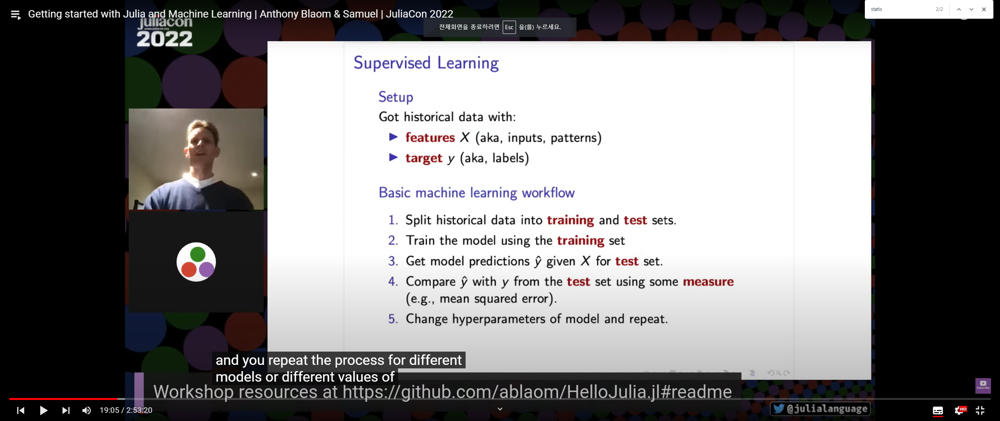 Getting started with Julia and Machine Learning | Anthony Blaom & Samuel | JuliaCon 2022
statis
2/2
전체화면을 종료하려면 Esc 을(를) 누르세요.
juliacon
www.juliacon.org
2022
Supervised Learning
Setup
Got historical data with:
▶ features X (aka, inputs, patterns)
▶ target y (aka, labels)
Basic machine learning workflow
1. Split historical data into training and test sets.
2. Train the model using the training set
3. Get model predictions ŷ given X for test set.
4. Compare ŷ with y from the test set using some measure
(e.g., mean squared error).
5. Change hyperparameters of model and repeat.
and you repeat the process for different
models or different values of
Workshop resources at https://github.com/ablaom/HelloJulia.jl#readme
Subscribe
19:05 / 2:53:20
@julialanguage
HD